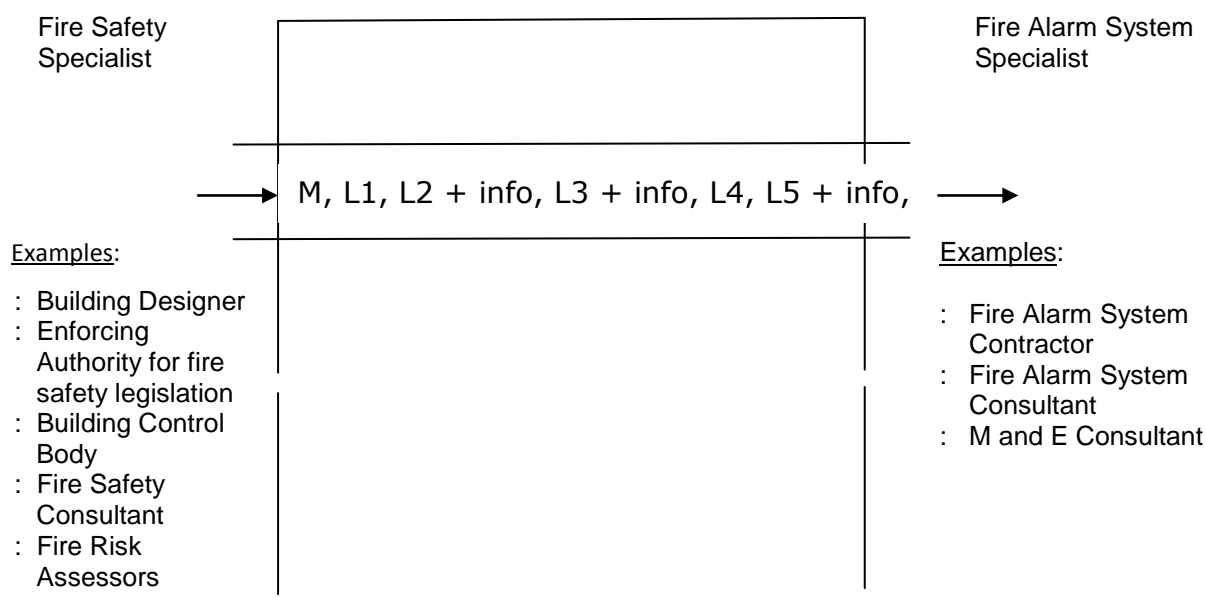 Fire Safety
Specialist
Fire Alarm System
Specialist
M, L1, L2 + info, L3 + info, L4, L5 + info,
Examples:
: Building Designer
: Enforcing
Authority for fire
safety legislation
: Building Control
Body
: Fire Safety
Consultant
: Fire Risk
Assessors
Examples:
: Fire Alarm System
Contractor
: Fire Alarm System
Consultant
: M and E Consultant